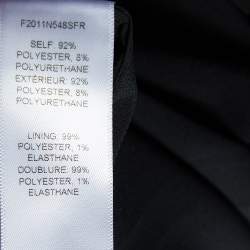 F2011N548SFR
SELF: 92%
POLYESTER, 8%
POLYURETHANE
EXTÉRIEUR: 92%
POLYESTER, 8%
POLYURETHANE
LINING: 99%
POLYESTER, 1%
ELASTHANE
DOUBLURE: 99%
POLYESTER, 1%
ELASTHANE